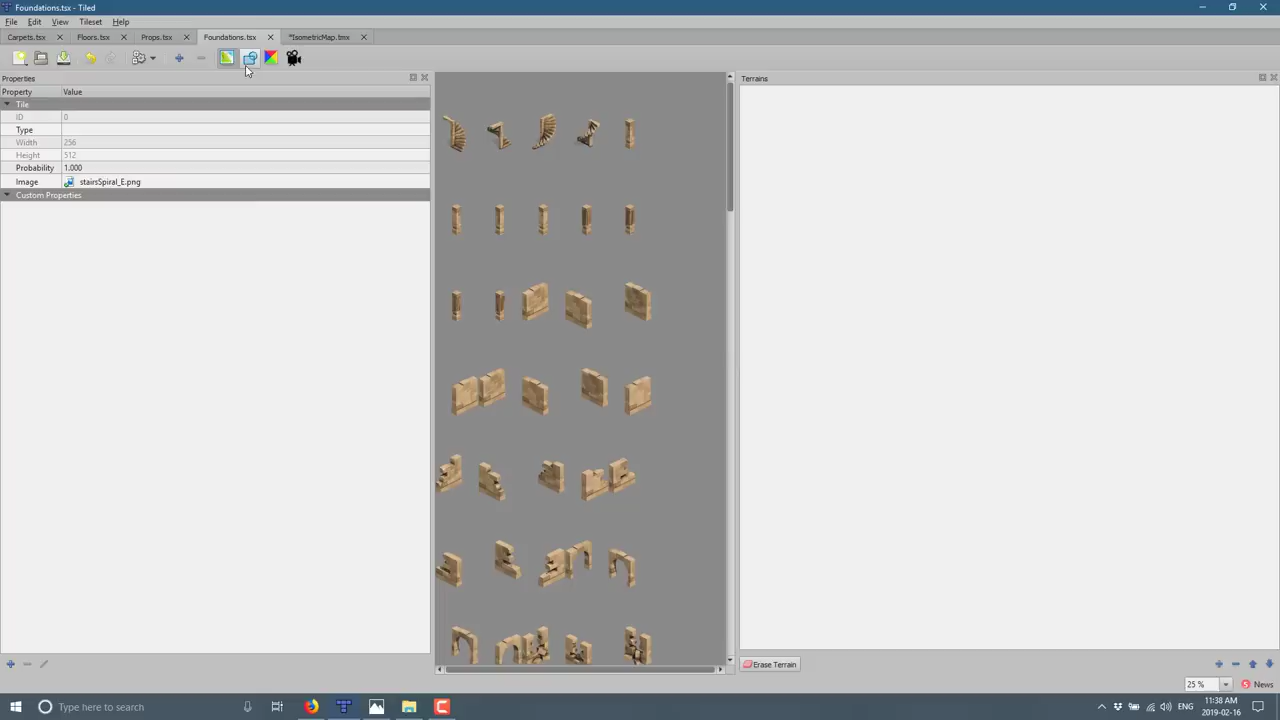 Foundations.tsx - Tiled
File Edit View Tileset Help
Carpets.tsx Floors.tsx Props.tsx Foundations.tsx *IsometricMap.tmx
Properties
Terrains
Property Value
Tile
ID 0
Type
Width 256
Height 512
Probability 1.000
Image stairsSpiral_E.png
Custom Properties
Erase Terrain
25 % News
Type here to search
ENG
11:38 AM
2019-02-16